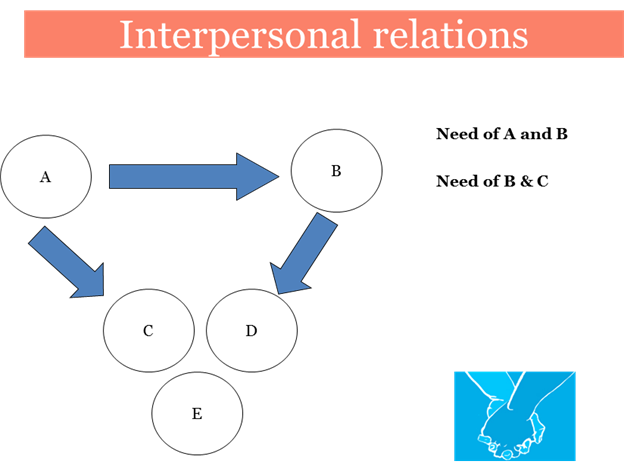 Interpersonal relations
Need of A and B
A
B
Need of B & C
C
D
E